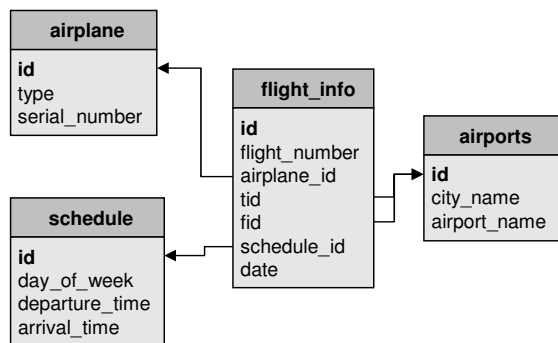 airplane
id
type
serial_number
flight_info
id
flight_number
airplane_id
tid
fid
schedule_id
date
airports
id
city_name
airport_name
schedule
id
day_of_week
departure_time
arrival_time